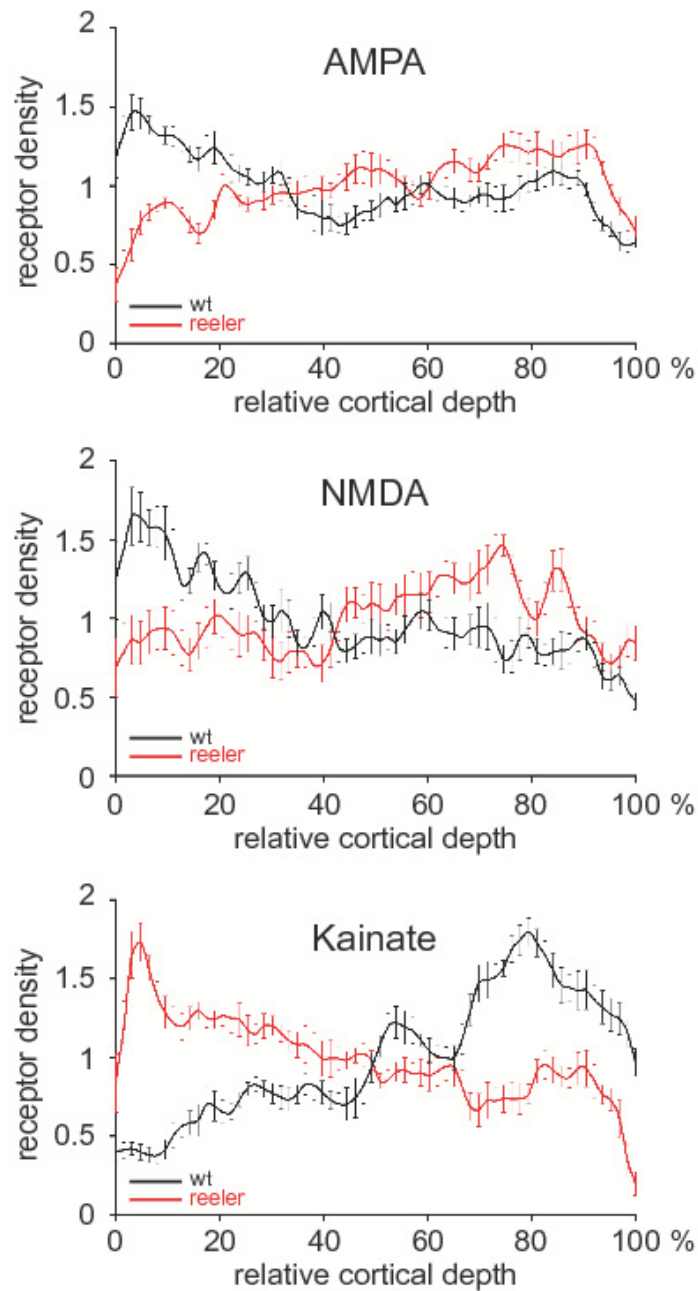 AMPA
receptor density
2
1.5
1
0.5
0
wt
reeler
0 20 40 60 80 100 %
relative cortical depth
NMDA
receptor density
2
1.5
1
0.5
0
wt
reeler
0 20 40 60 80 100 %
relative cortical depth
Kainate
receptor density
2
1.5
1
0.5
0
wt
reeler
0 20 40 60 80 100 %
relative cortical depth